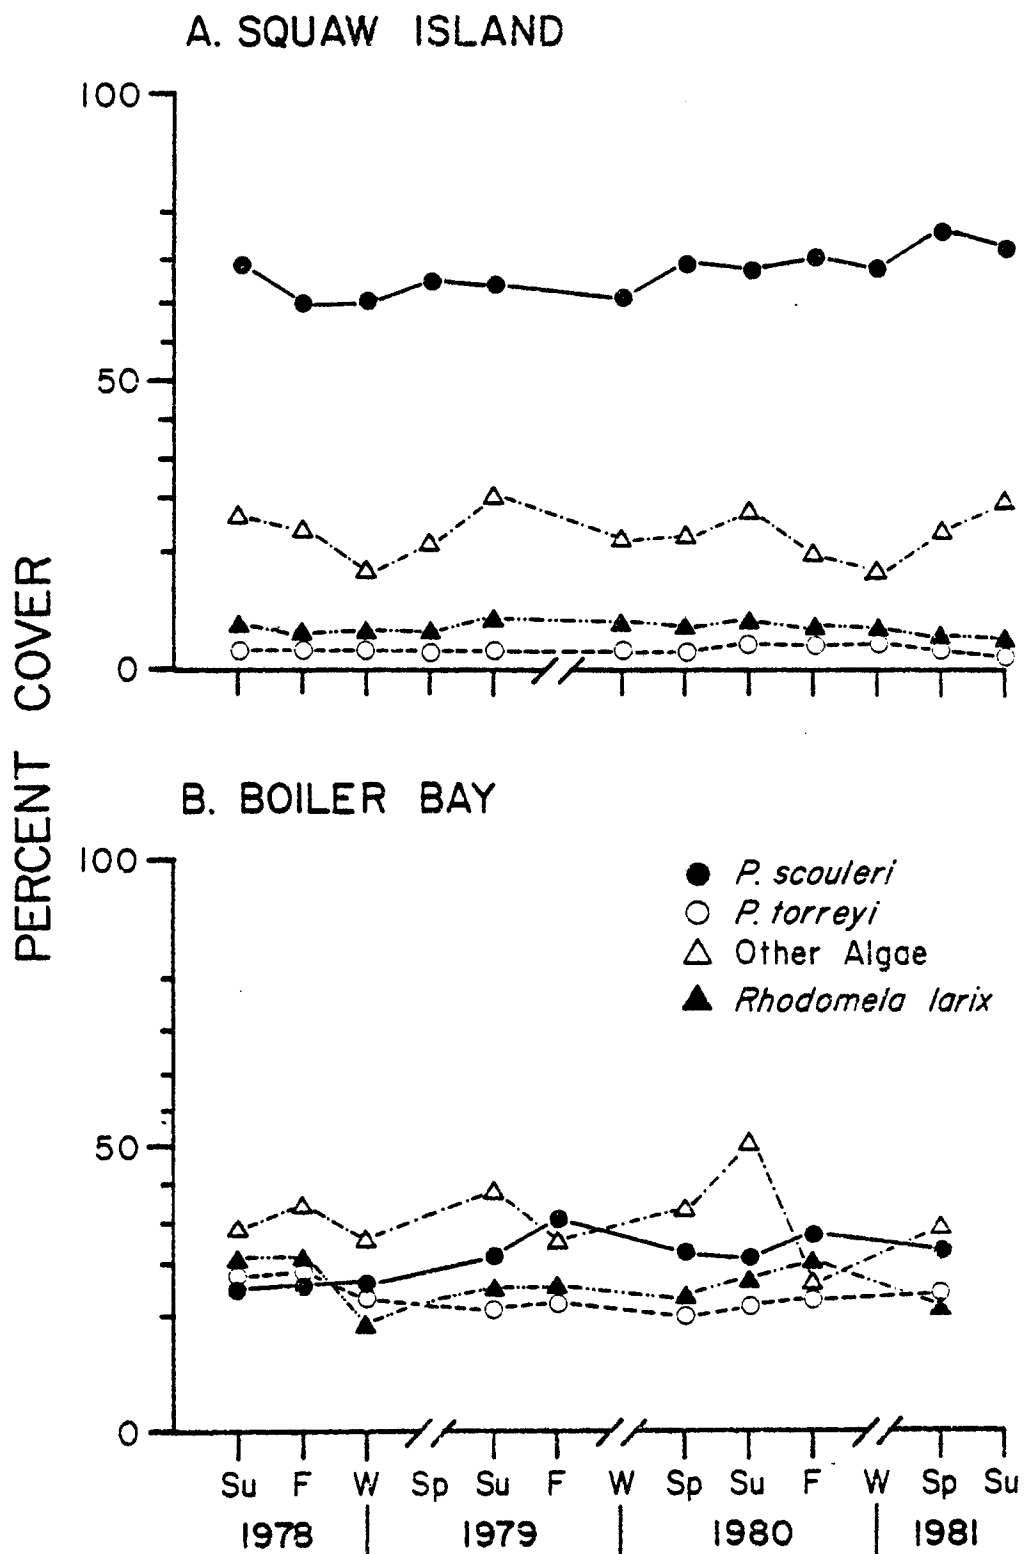 A. SQUAW ISLAND
100
50
0
PERCENT COVER
B. BOILER BAY
100
P. scouleri
P. torreyi
Other Algae
Rhodomela larix
50
0
Su F W Sp Su F W Sp Su F W Sp Su
1978 1979 1980 1981